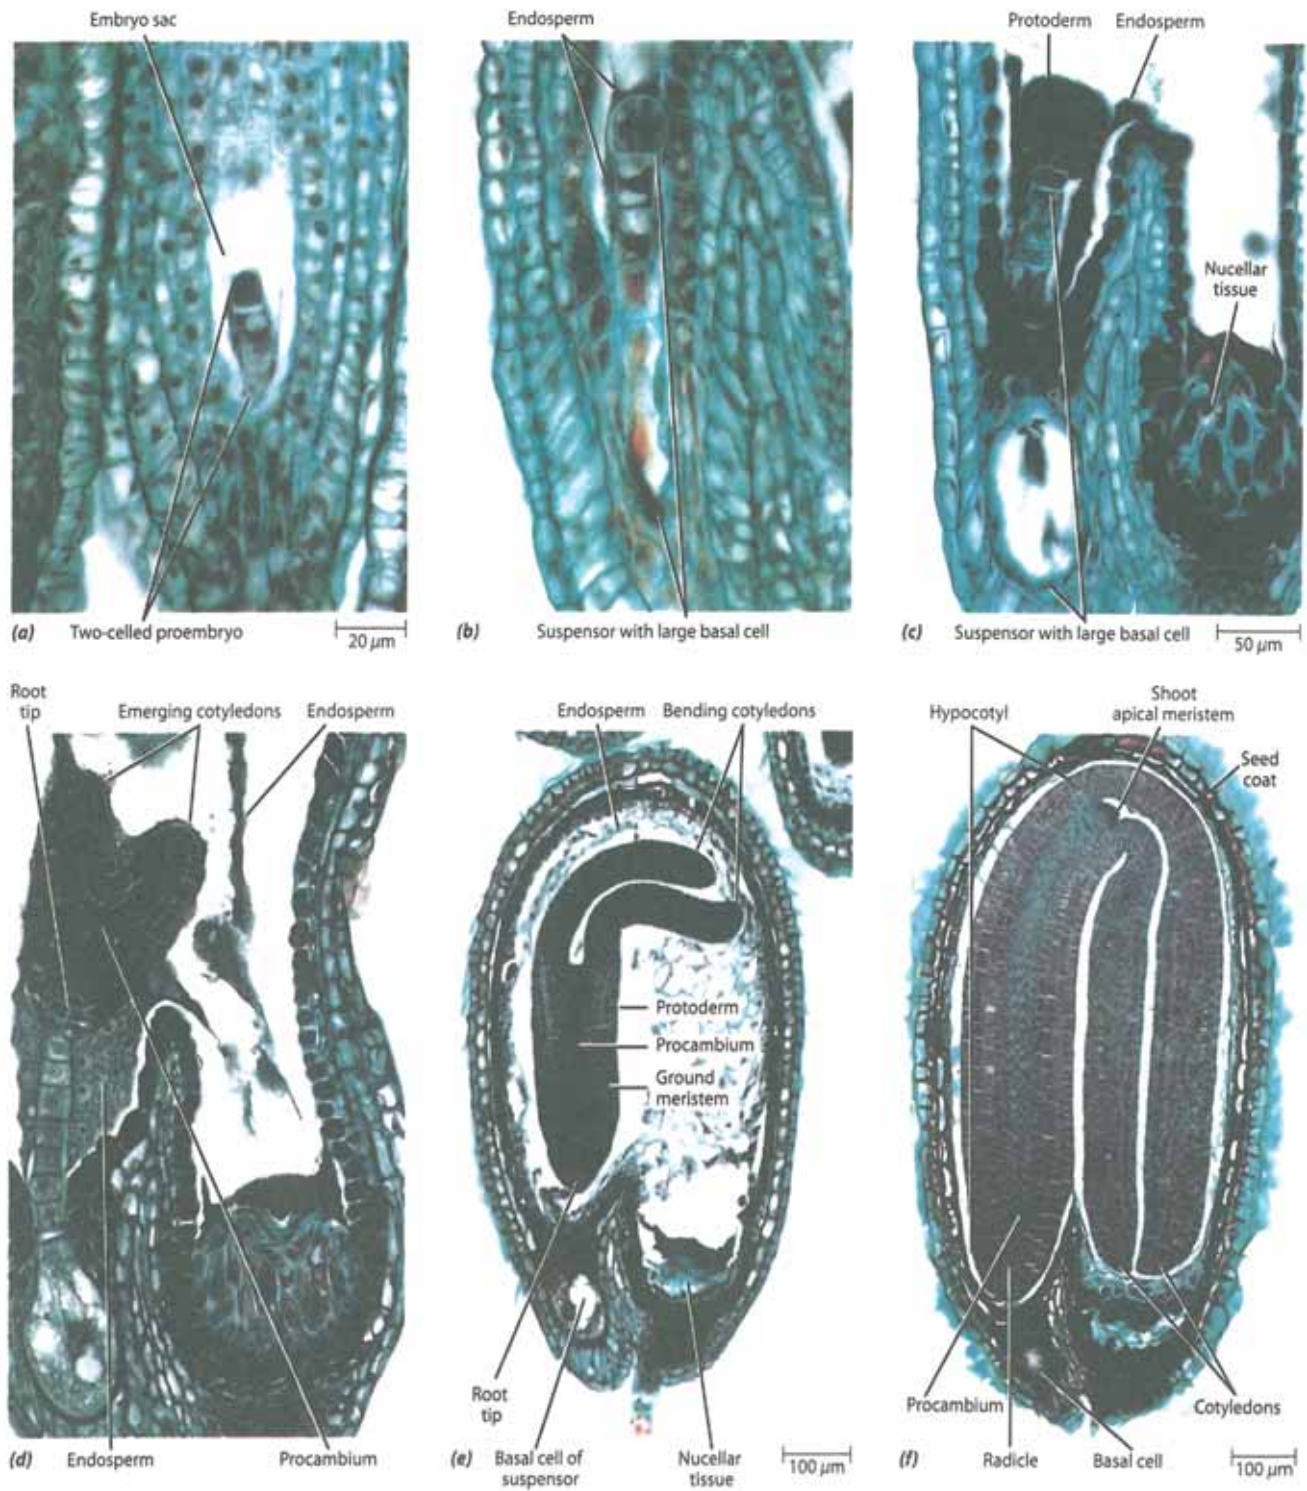 Embryo sac
Endosperm
Protoderm Endosperm
Nucellar
tissue
(a) Two-celled proembryo
20 μm
(b) Suspensor with large basal cell
(c) Suspensor with large basal cell
50 μm
Root
tip
Emerging cotyledons
Endosperm
Endosperm
Bending cotyledons
Hypocotyl
Shoot
apical meristem
Seed
coat
Protoderm
Procambium
Ground
meristem
(d) Endosperm
Procambium
Root
tip
(e) Basal cell of
suspensor
Nucellar
tissue
100 μm
Procambium
Cotyledons
(f) Radicle
Basal cell
100 μm